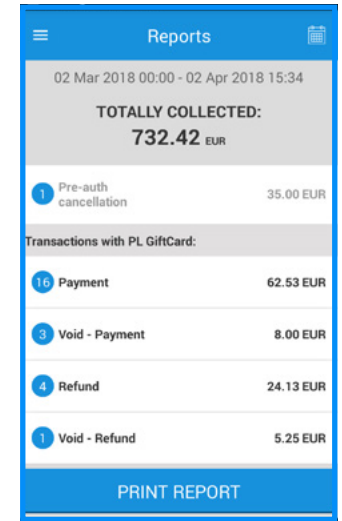 Reports
02 Mar 2018 00:00 - 02 Apr 2018 15:34
TOTALLY COLLECTED:
732.42 EUR
1 Pre-auth
cancellation 35.00 EUR
Transactions with PL GiftCard:
16 Payment 62.53 EUR
3 Void - Payment 8.00 EUR
4 Refund 24.13 EUR
1 Void - Refund 5.25 EUR
PRINT REPORT